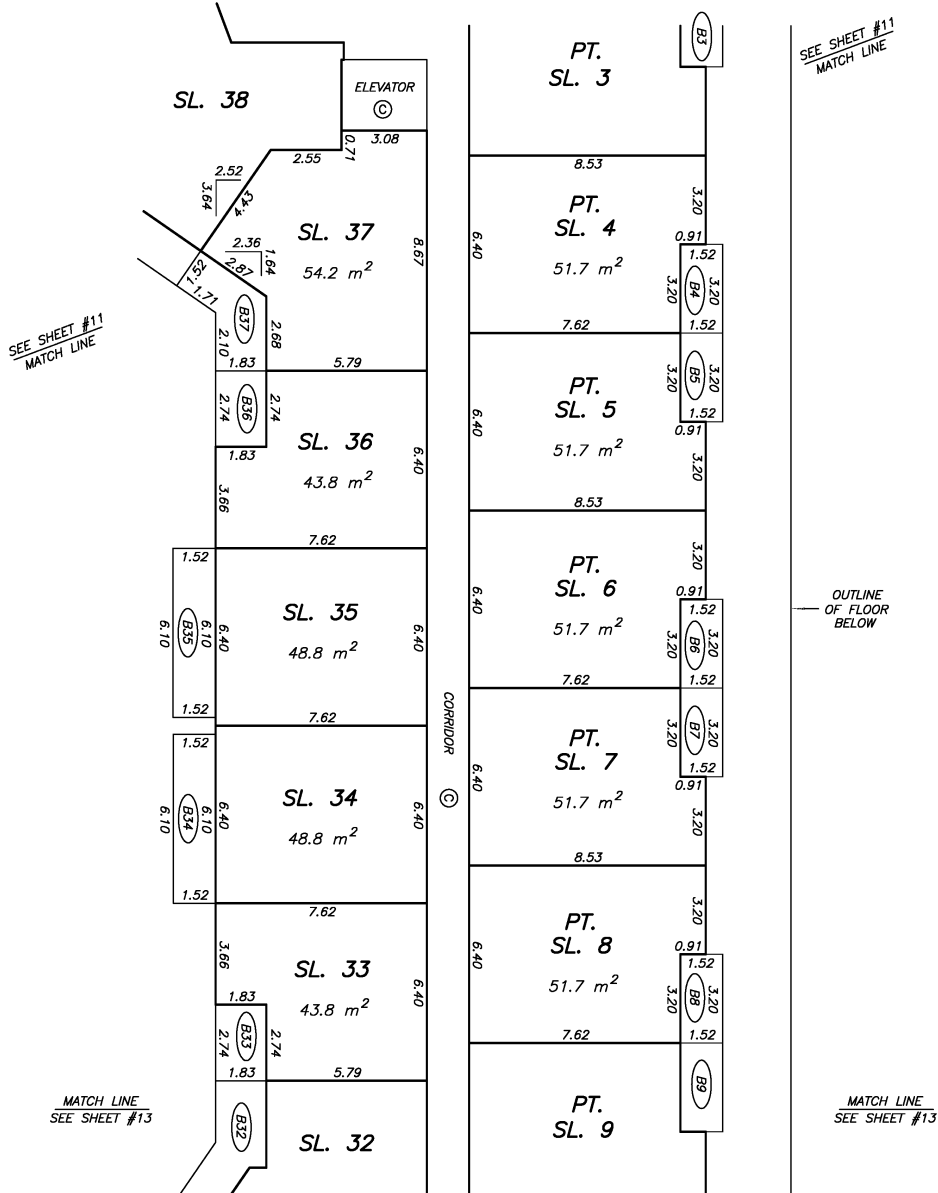 B3
SEE SHEET #11
MATCH LINE
PT.
SL. 3
ELEVATOR
C
SL. 38
3.08
0.71
2.55
8.53
2.52
3.64
4.43
3.20
PT.
SL. 4
51.7 m²
6.40
0.91
1.52
3.20
B4
3.20
1.52
7.62
SL. 37
54.2 m²
8.67
2.36
1.64
2.87
1.52
1.71
B37
2.10
2.68
1.83
5.79
SEE SHEET #11
MATCH LINE
B5
3.20
3.20
1.52
0.91
PT.
SL. 5
51.7 m²
6.40
3.20
8.53
2.74
B36
2.74
1.83
SL. 36
43.8 m²
6.40
3.66
7.62
PT.
SL. 6
51.7 m²
6.40
3.20
0.91
1.52
3.20
B6
3.20
1.52
7.62
OUTLINE
OF FLOOR
BELOW
1.52
6.10
B35
6.10
6.40
1.52
SL. 35
48.8 m²
7.62
CORRIDOR
C
PT.
SL. 7
51.7 m²
6.40
3.20
B7
3.20
1.52
0.91
3.20
8.53
1.52
6.10
B34
6.10
6.40
1.52
SL. 34
48.8 m²
6.40
7.62
PT.
SL. 8
51.7 m²
6.40
3.20
0.91
1.52
3.20
B8
3.20
1.52
7.62
3.66
SL. 33
43.8 m²
6.40
1.83
2.74
B33
2.74
1.83
5.79
B9
PT.
SL. 9
MATCH LINE
SEE SHEET #13
B32
SL. 32
MATCH LINE
SEE SHEET #13